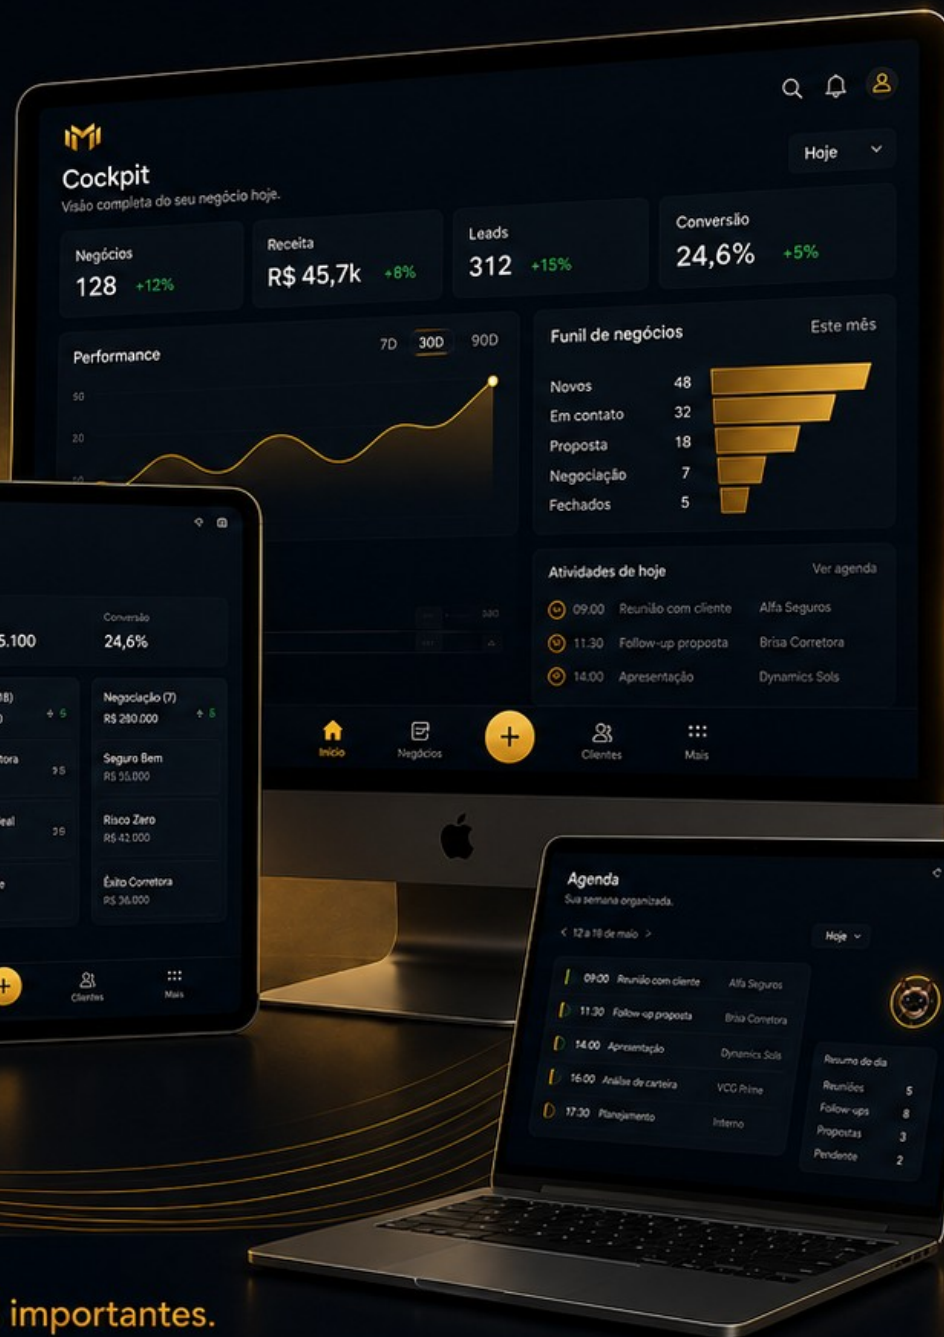 Cockpit
Visão completa do seu negócio hoje.
Hoje
Negócios
128 +12%
Receita
R$ 45,7k +8%
Leads
312 +15%
Conversão
24,6% +5%
Performance
7D 30D 90D
50
20
Funil de negócios
Este mês
Novos 48
Em contato 32
Proposta 18
Negociação 7
Fechados 5
Atividades de hoje
Ver agenda
09:00 Reunião com cliente Alfa Seguros
11:30 Follow-up proposta Brisa Corretora
14:00 Apresentação Dynamics Sols
Início
Negócios
Clientes
Mais
5.100
Conversão
24,6%
Negociação (7)
R$ 280.000
Seguro Bem
Risco Zero
R$ 42.000
Êxito Corretora
Clientes
Mais
Agenda
Sua semana organizada.
12 a 18 de maio
Hoje
09:00 Reunião com cliente Alfa Seguros
11:30 Follow-up proposta Brisa Corretora
14:00 Apresentação Dynamics Sols
16:00 Análise de carteira VCG Prime
17:30 Planejamento Interno
Resumo do dia
Reuniões 5
Follow-ups 8
Propostas 3
Pendente 2
importantes.